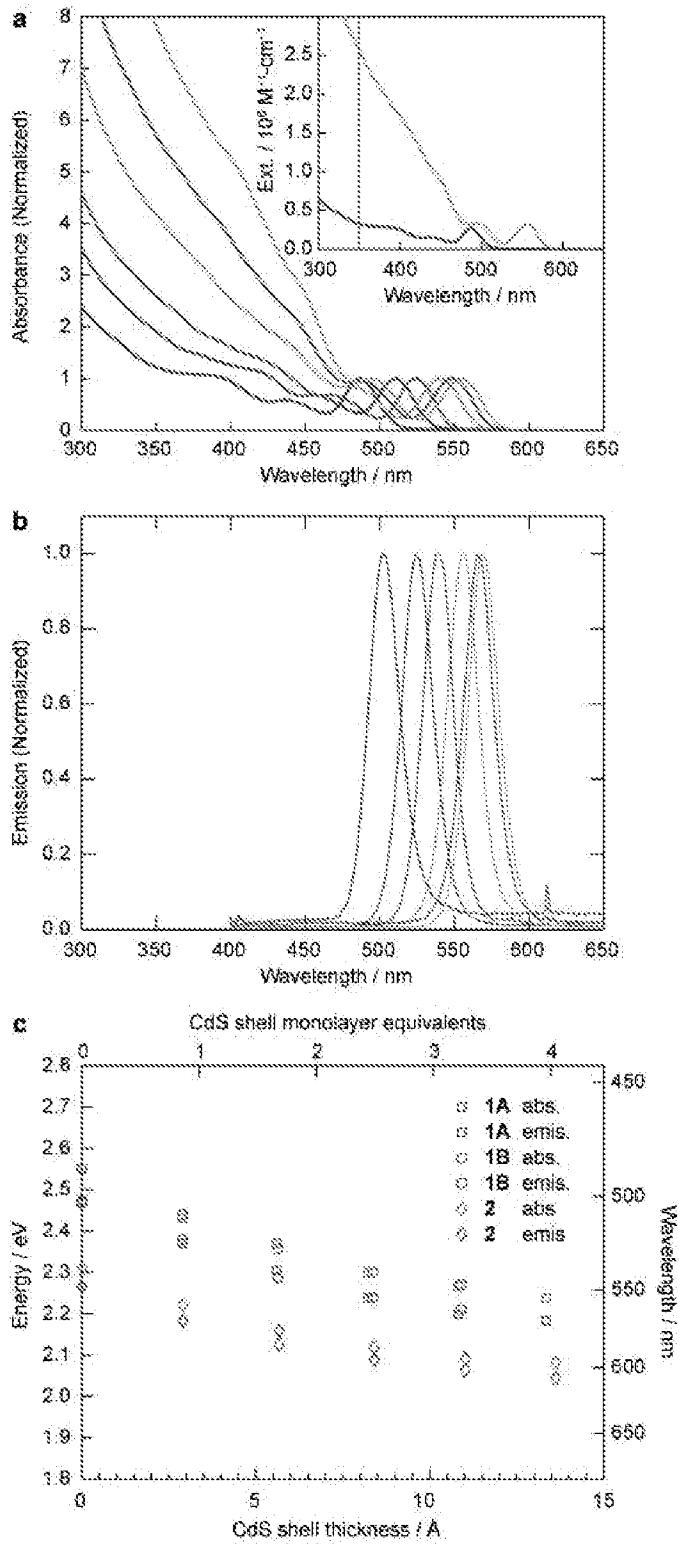 a
8
7
6
5
4
3
2
1
0
Absorbance (Normalized)
300 350 400 450 500 550 600 650
Wavelength / nm
2.5
2.0
1.5
1.0
0.5
0.0
Ext. / 10⁶ M⁻¹-cm⁻¹
300 400 500 600
Wavelength / nm
b
1.0
0.8
0.6
0.4
0.2
0.0
Emission (Normalized)
300 350 400 450 500 550 600 650
Wavelength / nm
c
CdS shell monolayer equivalents
0 1 2 3 4
2.8
2.7
2.6
2.5
2.4
2.3
2.2
2.1
2.0
1.9
1.8
Energy / eV
1A abs.
1A emis.
1B abs.
1B emis.
2 abs
2 emis
450
500
550
600
650
Wavelength / nm
0 5 10 15
CdS shell thickness / Å